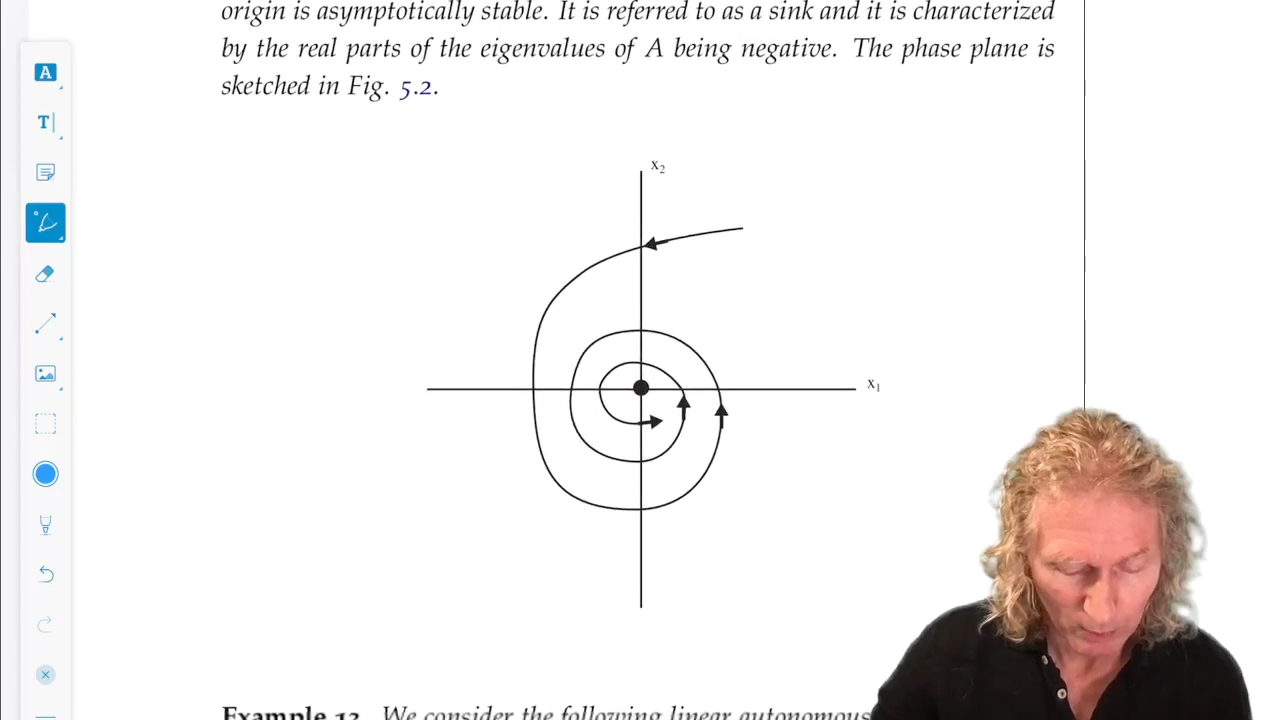 origin is asymptotically stable. It is referred to as a sink and it is characterized
by the real parts of the eigenvalues of A being negative. The phase plane is
sketched in Fig. 5.2.
x2
x1
A
T
Example 12. We consider the following linear autonomous